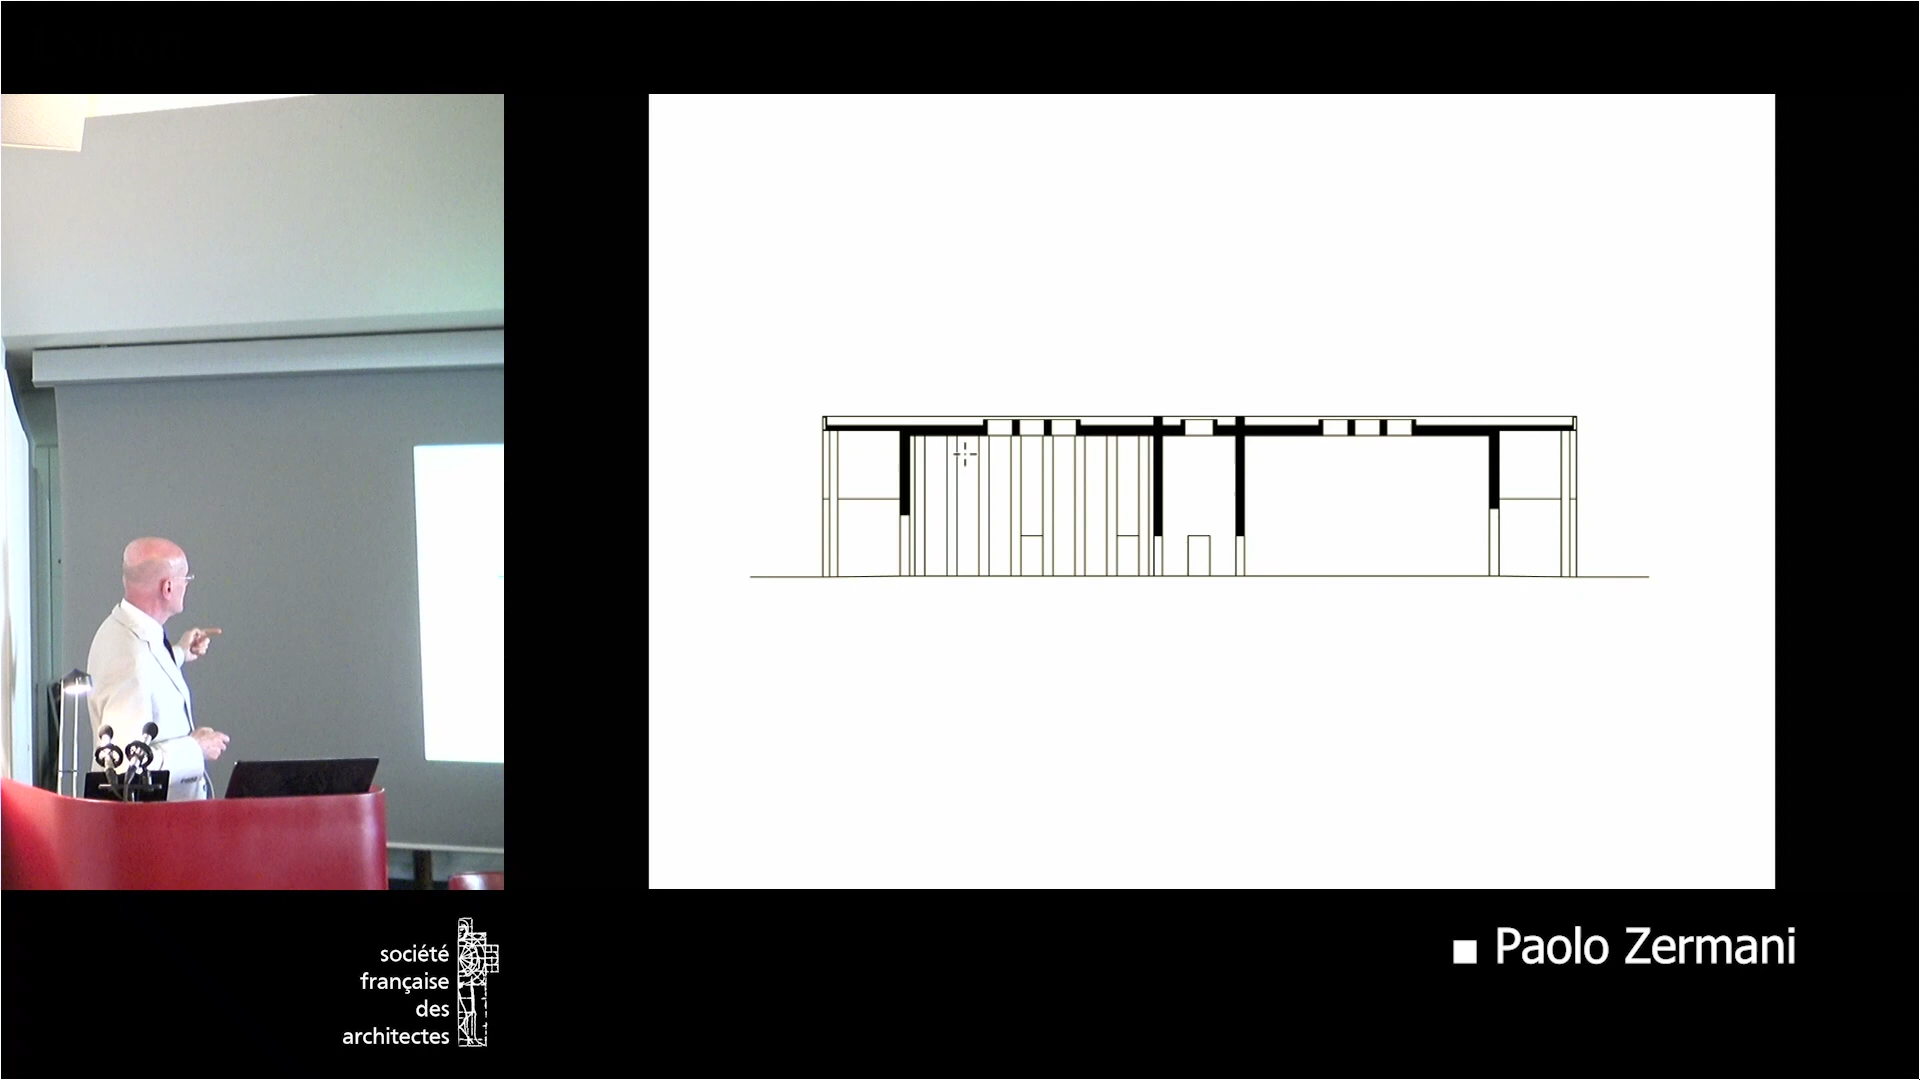 société
française
des
architectes
Paolo Zermani